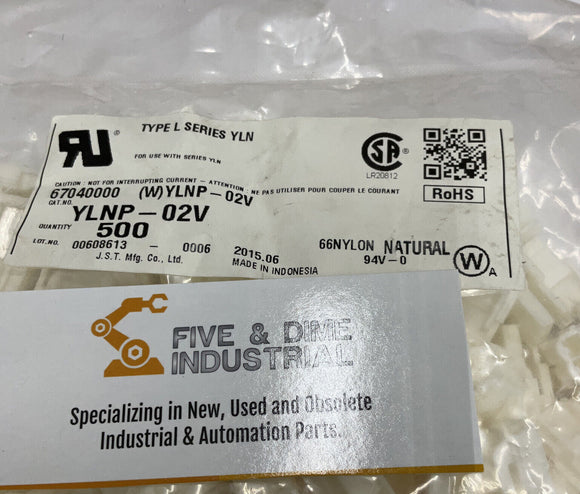 TYPE L SERIES YLN
FOR USE WITH SERIES YLN
CAUTION : NOT FOR INTERRUPTING CURRENT – ATTENTION : NE PAS UTILISER POUR COUPER LE COURANT
67040000 (W)YLNP-02V
CAT.NO.
YLNP-02V
QUANTITY 500
LOT.NO. 00608613 - 0006 2015.06
J.S.T. Mfg. Co., Ltd. MADE IN INDONESIA
RU ®
SA ®
LR20812
RoHS
66NYLON NATURAL
94V-0
W A
FIVE & DIME
INDUSTRIAL
Specializing in New, Used and Obsolete
Industrial & Automation Parts...